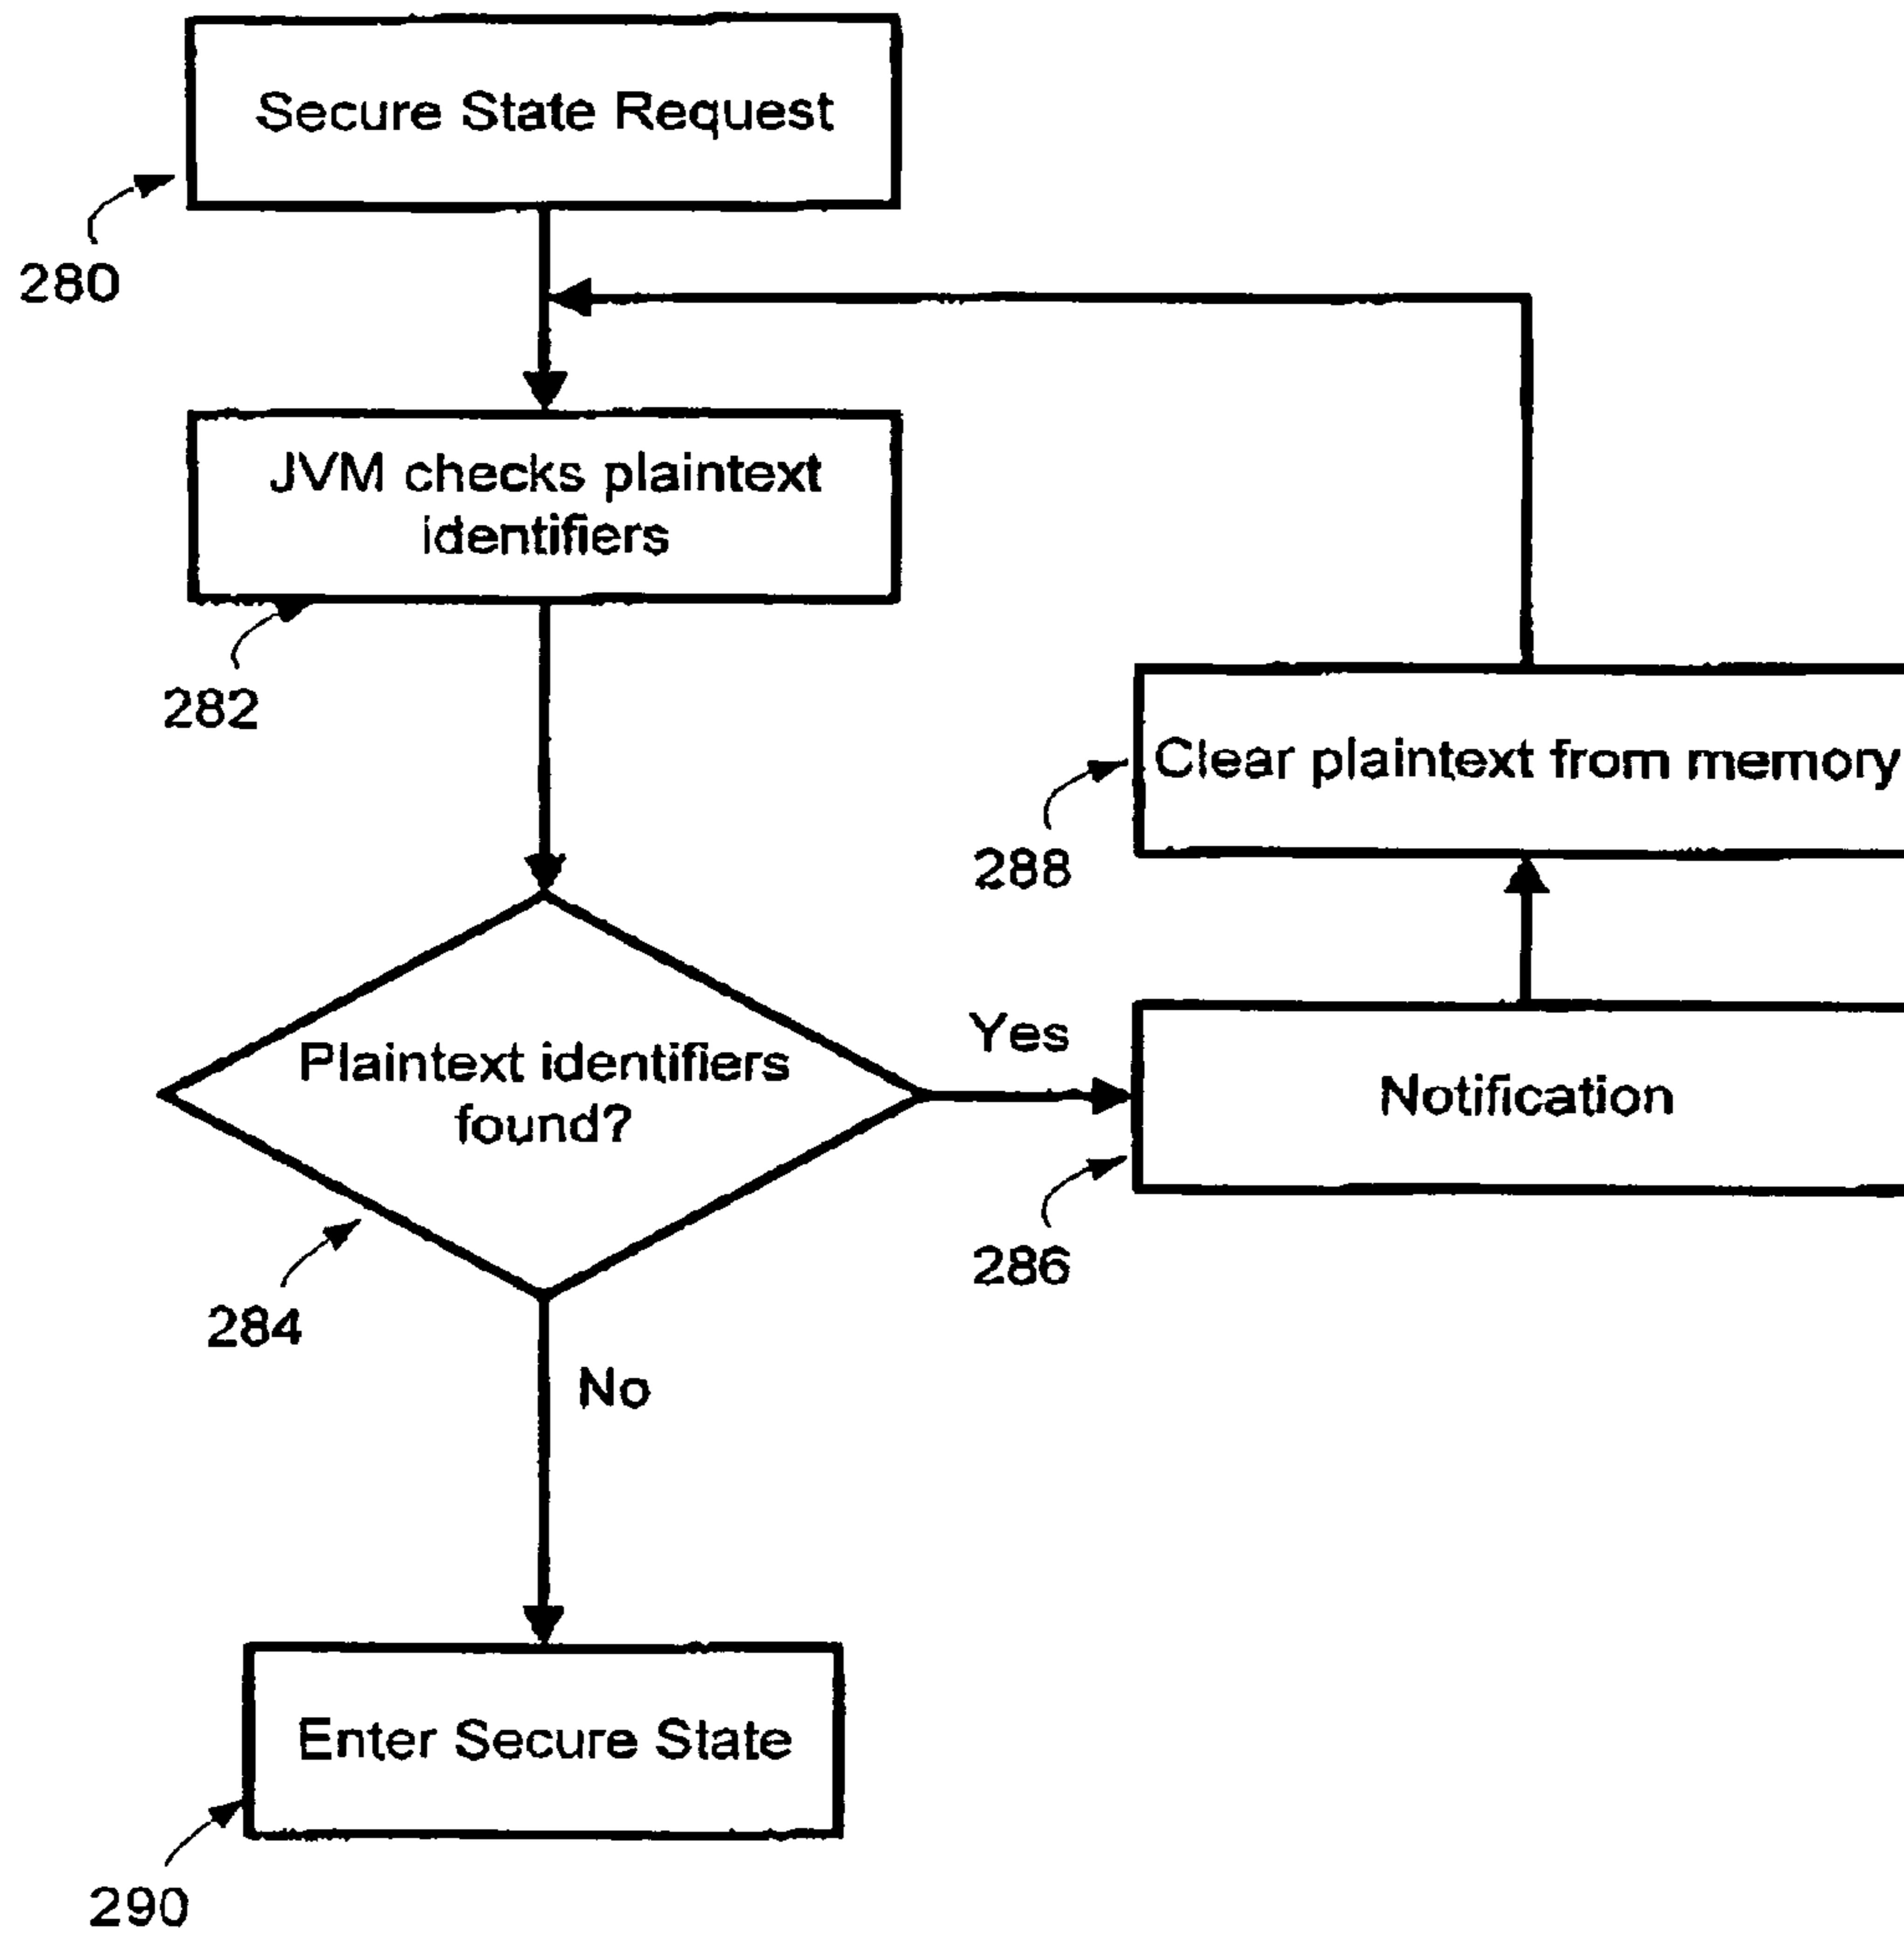 Secure State Request
280
JVM checks plaintext
identifiers
282
Clear plaintext from memory
288
Plaintext identifiers
found?
284
Yes
Notification
286
No
Enter Secure State
290